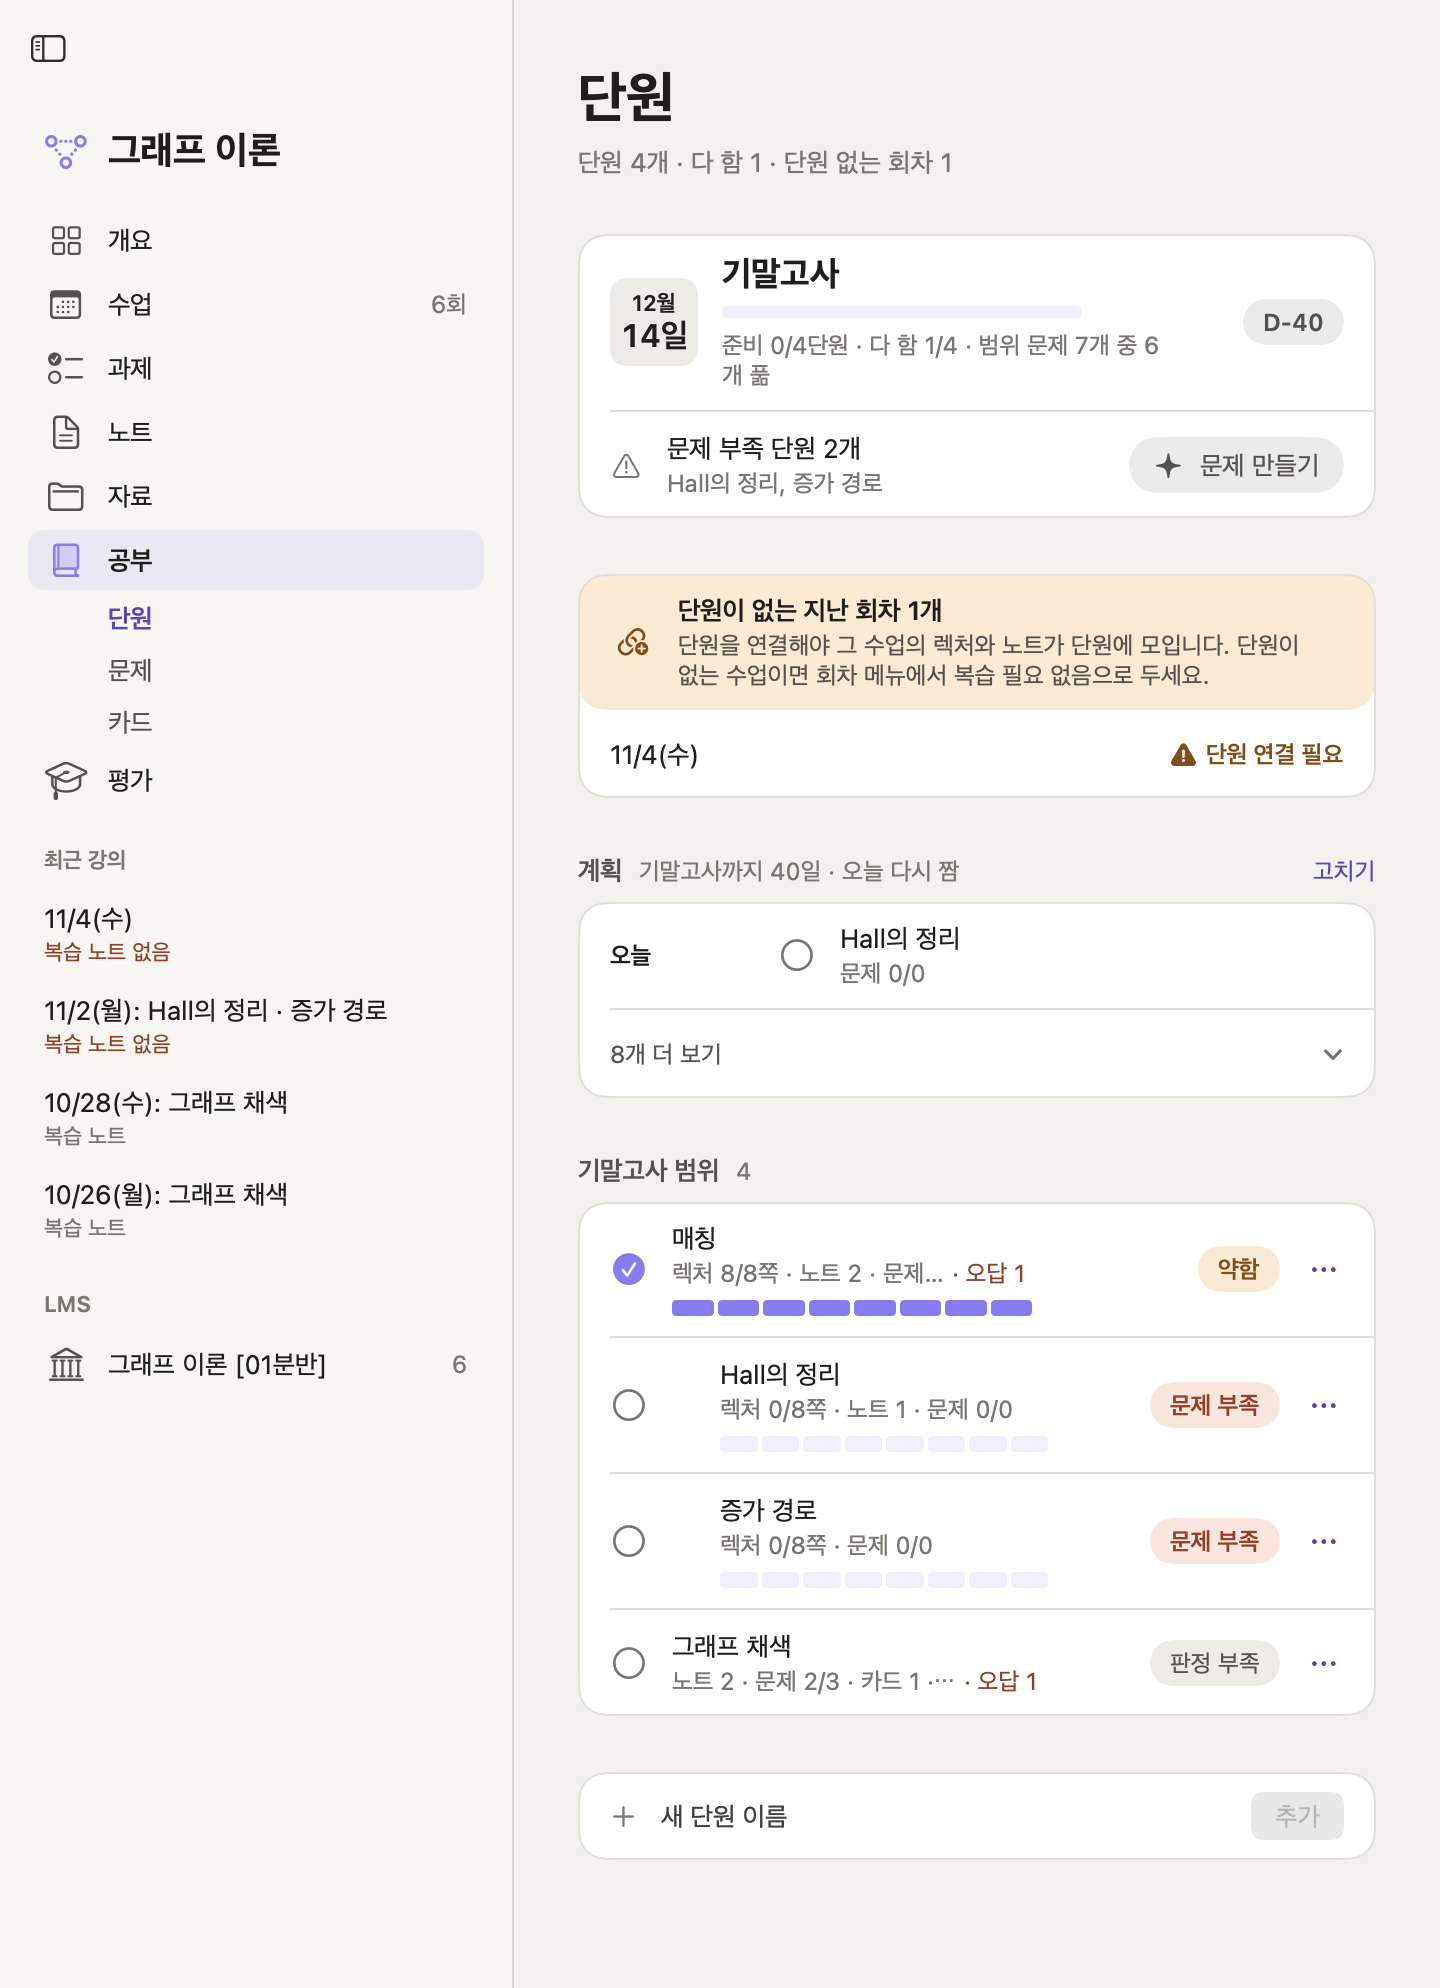 그래프 이론
개요
수업 6회
과제
노트
자료
공부
단원
문제
카드
평가
최근 강의
11/4(수)
복습 노트 없음
11/2(월): Hall의 정리 · 증가 경로
복습 노트 없음
10/28(수): 그래프 채색
복습 노트
10/26(월): 그래프 채색
복습 노트
LMS
그래프 이론 [01분반] 6
단원
단원 4개 · 다 함 1 · 단원 없는 회차 1
12월
14일
기말고사
준비 0/4단원 · 다 함 1/4 · 범위 문제 7개 중 6
개 풂
D-40
문제 부족 단원 2개
Hall의 정리, 증가 경로
문제 만들기
단원이 없는 지난 회차 1개
단원을 연결해야 그 수업의 렉처와 노트가 단원에 모입니다. 단원이
없는 수업이면 회차 메뉴에서 복습 필요 없음으로 두세요.
11/4(수) 단원 연결 필요
계획 기말고사까지 40일 · 오늘 다시 짬 고치기
오늘
Hall의 정리
문제 0/0
8개 더 보기
기말고사 범위 4
매칭
렉처 8/8쪽 · 노트 2 · 문제... · 오답 1
약함
Hall의 정리
렉처 0/8쪽 · 노트 1 · 문제 0/0
문제 부족
증가 경로
렉처 0/8쪽 · 문제 0/0
문제 부족
그래프 채색
노트 2 · 문제 2/3 · 카드 1 ·... · 오답 1
판정 부족
새 단원 이름 추가